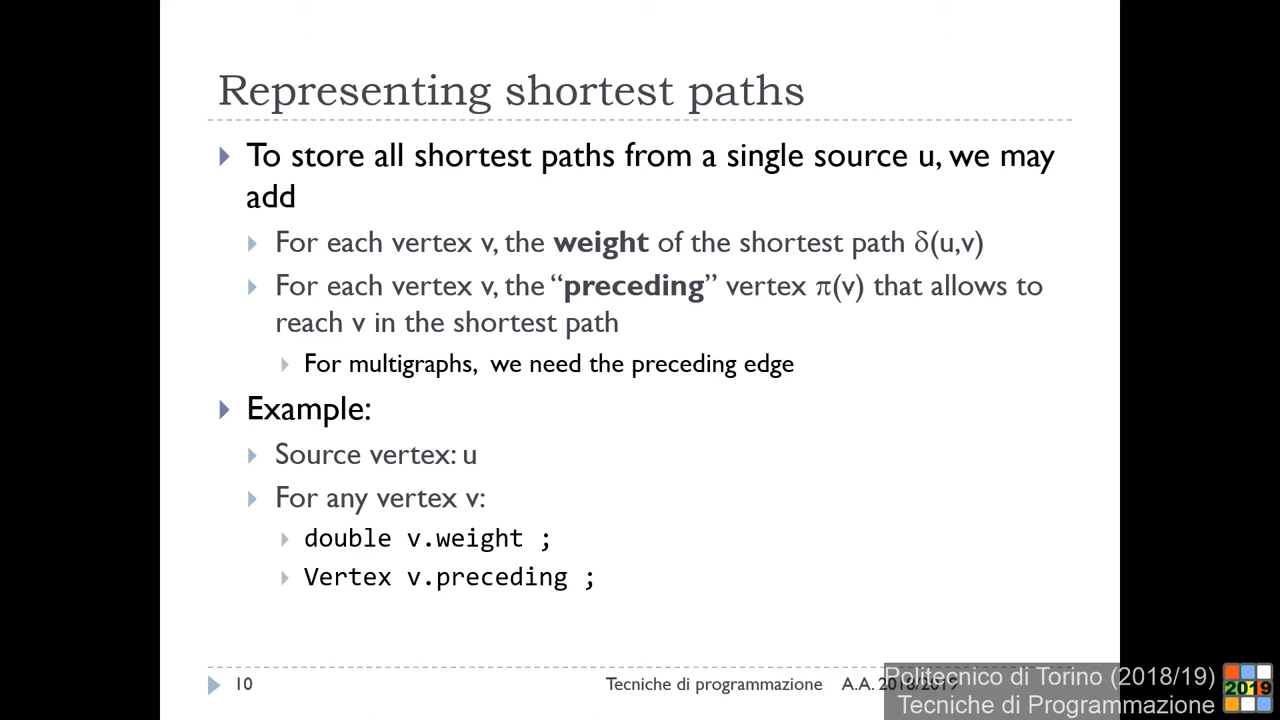 Representing shortest paths
To store all shortest paths from a single source u, we may
add
For each vertex v, the weight of the shortest path δ(u,v)
For each vertex v, the “preceding” vertex π(v) that allows to
reach v in the shortest path
For multigraphs, we need the preceding edge
Example:
Source vertex: u
For any vertex v:
double v.weight ;
Vertex v.preceding ;
10
Tecniche di programmazione A.A. 2018/2019
Politecnico di Torino (2018/19)
Tecniche di Programmazione
2019